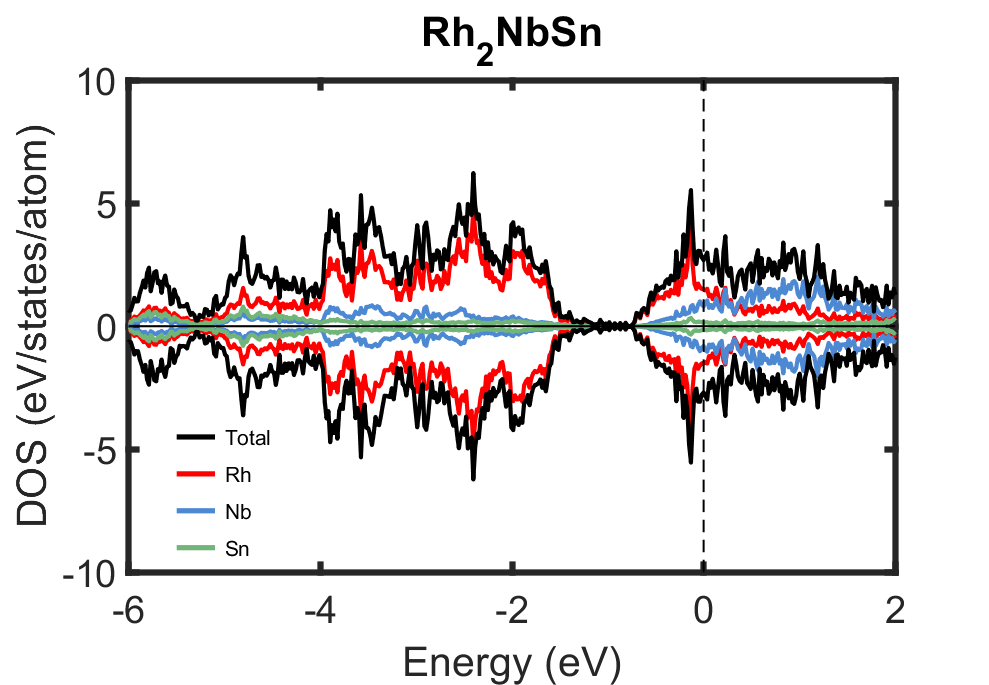 Rh2NbSn
DOS (eV/states/atom)
10
5
0
-5
-10
Total
Rh
Nb
Sn
-6 -4 -2 0 2
Energy (eV)